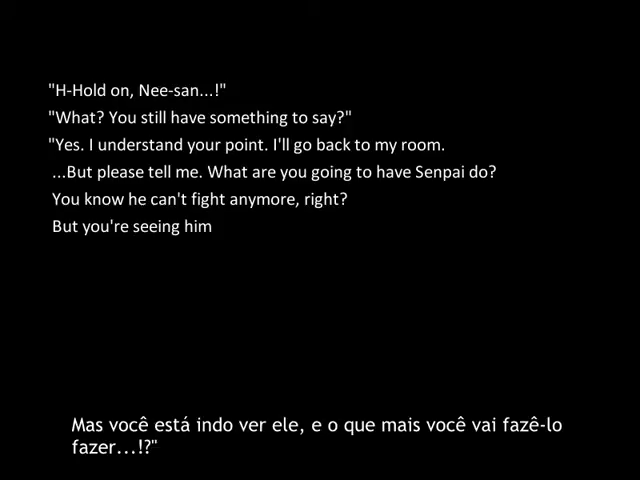 "H-Hold on, Nee-san...!"
"What? You still have something to say?"
"Yes. I understand your point. I'll go back to my room.
...But please tell me. What are you going to have Senpai do?
You know he can't fight anymore, right?
But you're seeing him
Mas você está indo ver ele, e o que mais você vai fazê-lo
fazer...!?"